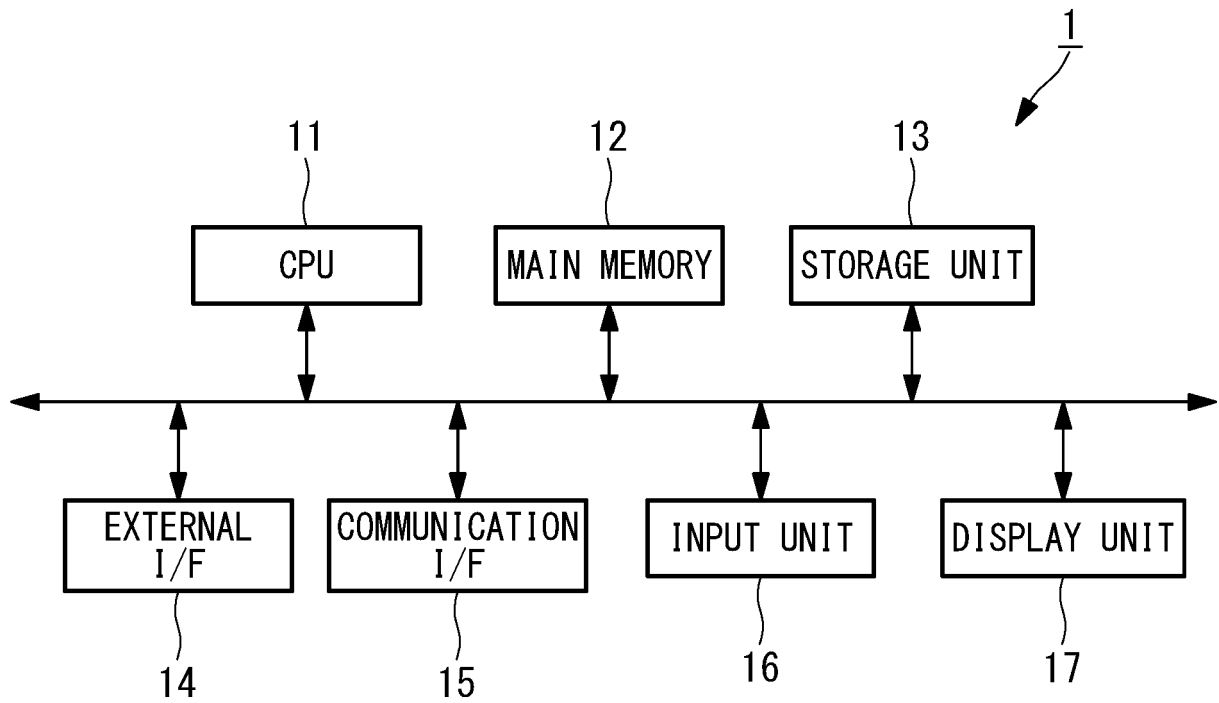 1
11
12
13
CPU
MAIN MEMORY
STORAGE UNIT
EXTERNAL
I/F
COMMUNICATION
I/F
INPUT UNIT
DISPLAY UNIT
14
15
16
17